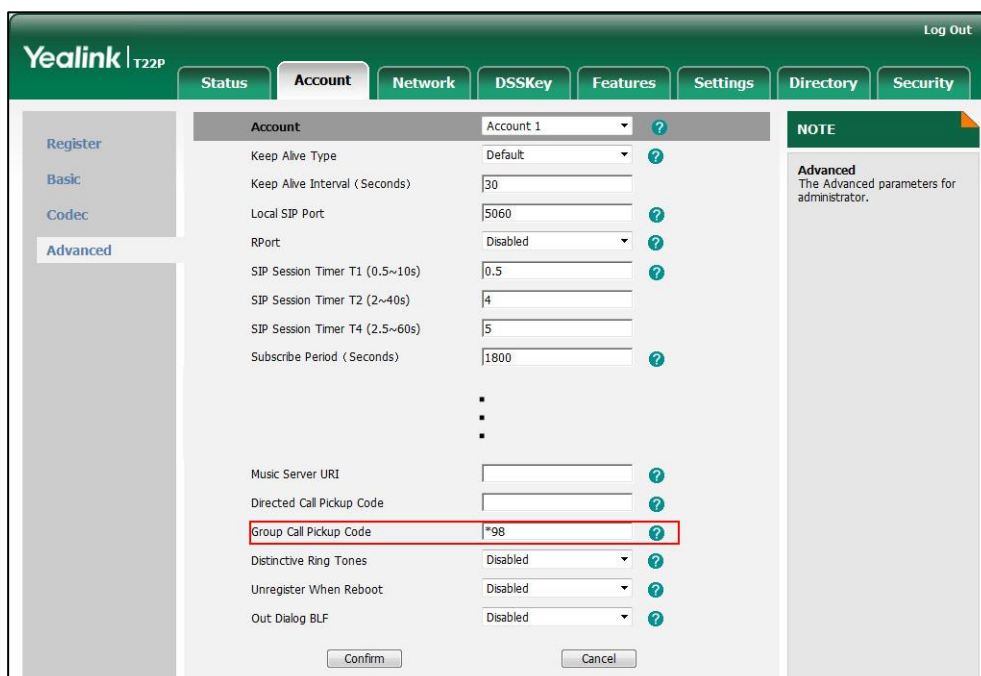 Log Out
Yealink T22P
Status Account Network DSSKey Features Settings Directory Security
Register
Basic
Codec
Advanced
Account Account 1 ?
Keep Alive Type Default ?
Keep Alive Interval (Seconds) 30
Local SIP Port 5060 ?
RPort Disabled ?
SIP Session Timer T1 (0.5~10s) 0.5 ?
SIP Session Timer T2 (2~40s) 4
SIP Session Timer T4 (2.5~60s) 5
Subscribe Period (Seconds) 1800 ?
Music Server URI ?
Directed Call Pickup Code ?
Group Call Pickup Code *98 ?
Distinctive Ring Tones Disabled ?
Unregister When Reboot Disabled ?
Out Dialog BLF Disabled ?
Confirm Cancel
NOTE
Advanced
The Advanced parameters for
administrator.